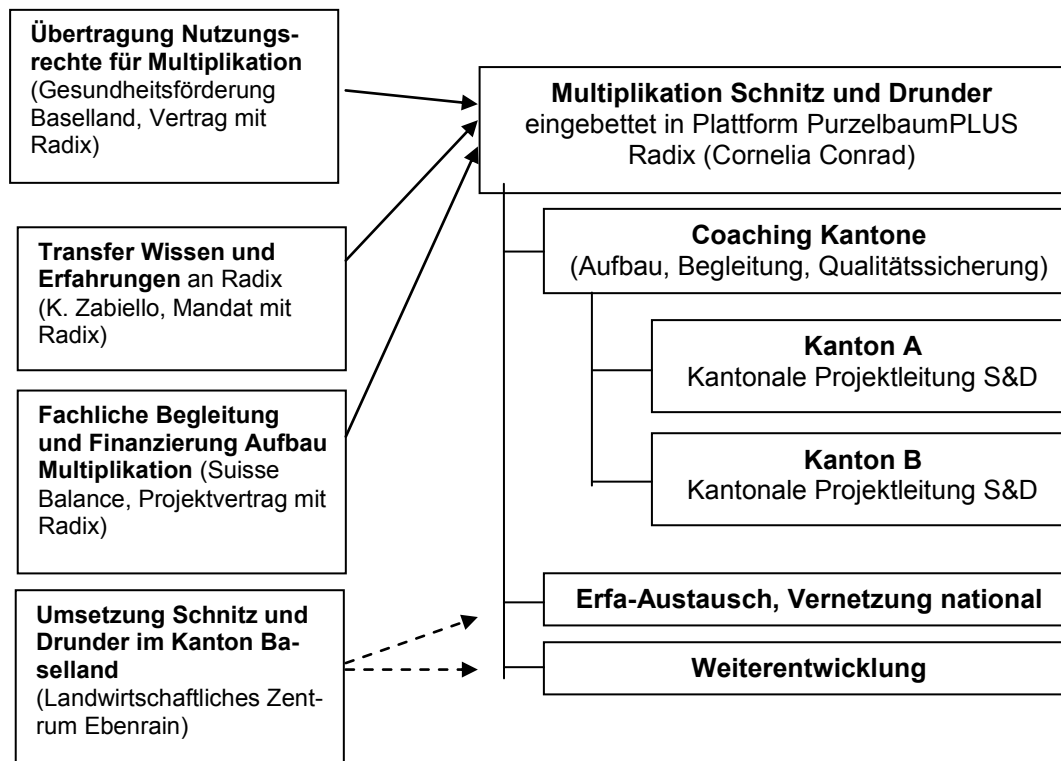 Übertragung Nutzungs-
rechte für Multiplikation
(Gesundheitsförderung
Baselland, Vertrag mit
Radix)
Transfer Wissen und
Erfahrungen an Radix
(K. Zabiello, Mandat mit
Radix)
Fachliche Begleitung
und Finanzierung Aufbau
Multiplikation (Suisse
Balance, Projektvertrag mit
Radix)
Umsetzung Schnitz und
Drunder im Kanton Ba-
selland
(Landwirtschaftliches Zent-
rum Ebenrain)
Multiplikation Schnitz und Drunder
eingebettet in Plattform PurzelbaumPLUS
Radix (Cornelia Conrad)
Coaching Kantone
(Aufbau, Begleitung, Qualitätssicherung)
Kanton A
Kantonale Projektleitung S&D
Kanton B
Kantonale Projektleitung S&D
Erfa-Austausch, Vernetzung national
Weiterentwicklung